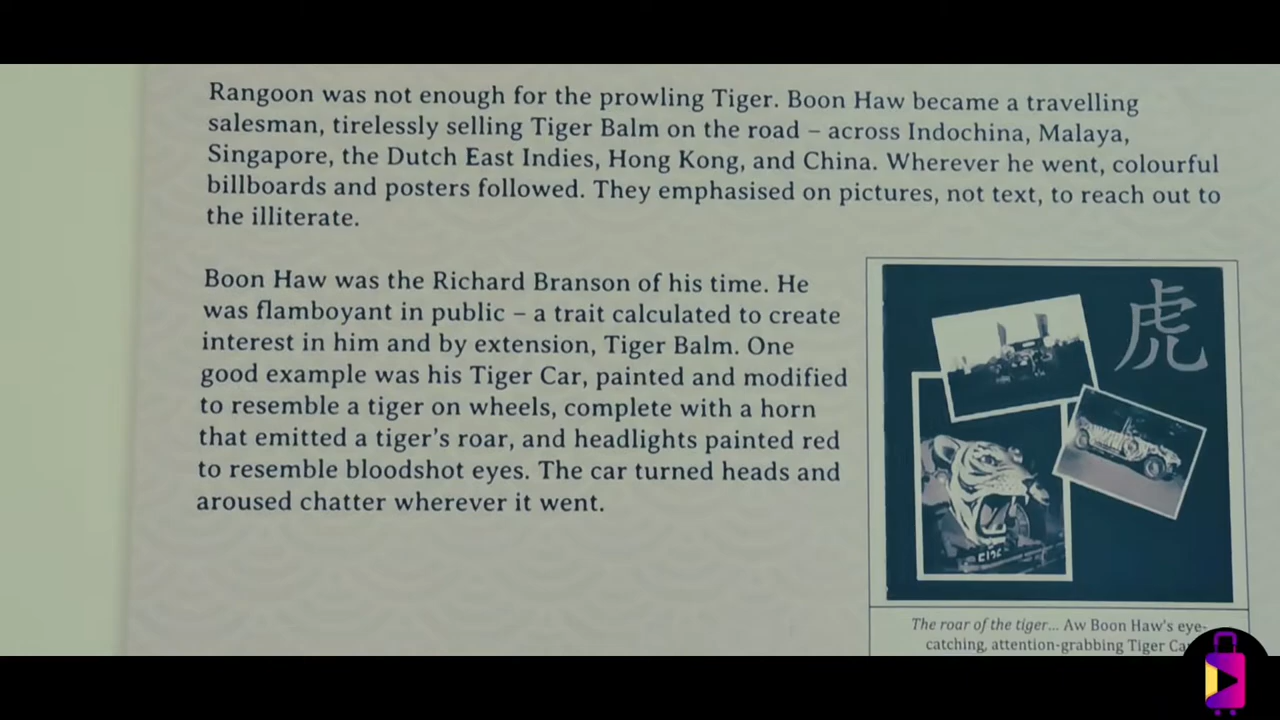 Rangoon was not enough for the prowling Tiger. Boon Haw became a travelling
salesman, tirelessly selling Tiger Balm on the road – across Indochina, Malaya,
Singapore, the Dutch East Indies, Hong Kong, and China. Wherever he went, colourful
billboards and posters followed. They emphasised on pictures, not text, to reach out to
the illiterate.
Boon Haw was the Richard Branson of his time. He
was flamboyant in public – a trait calculated to create
interest in him and by extension, Tiger Balm. One
good example was his Tiger Car, painted and modified
to resemble a tiger on wheels, complete with a horn
that emitted a tiger's roar, and headlights painted red
to resemble bloodshot eyes. The car turned heads and
aroused chatter wherever it went.
虎
The roar of the tiger... Aw Boon Haw's eye-
catching, attention-grabbing Tiger